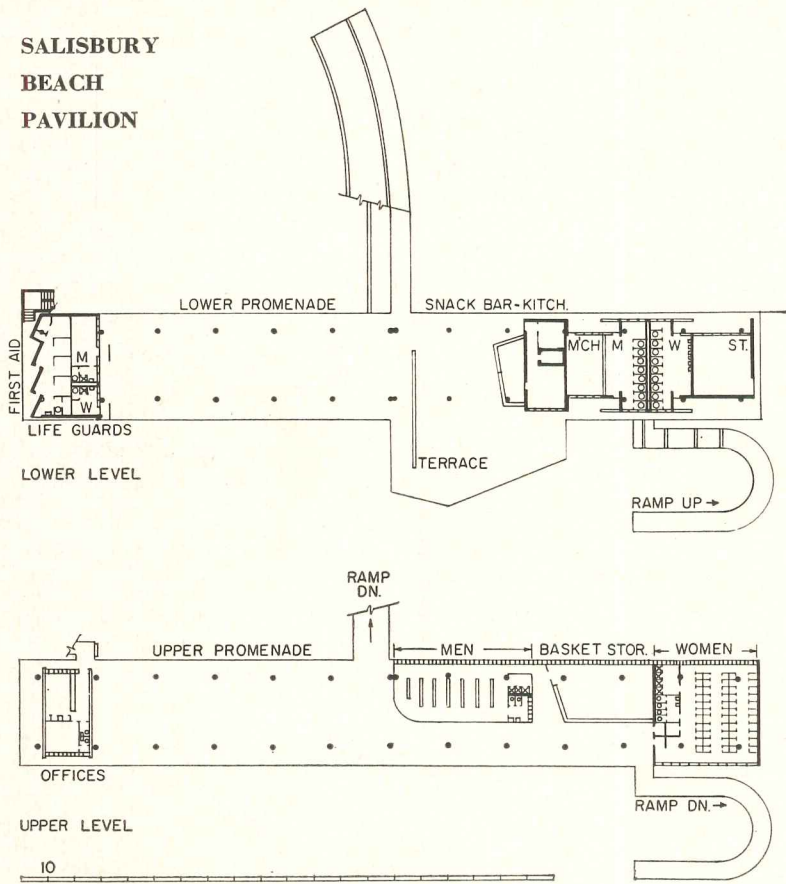 SALISBURY
BEACH
PAVILION
LOWER PROMENADE
SNACK BAR-KITCH.
FIRST AID
M
W
M'CH
M
W
ST.
LIFE GUARDS
TERRACE
LOWER LEVEL
RAMP UP →
RAMP
DN.
UPPER PROMENADE
MEN
BASKET STOR.
WOMEN
OFFICES
RAMP DN.→
UPPER LEVEL
10